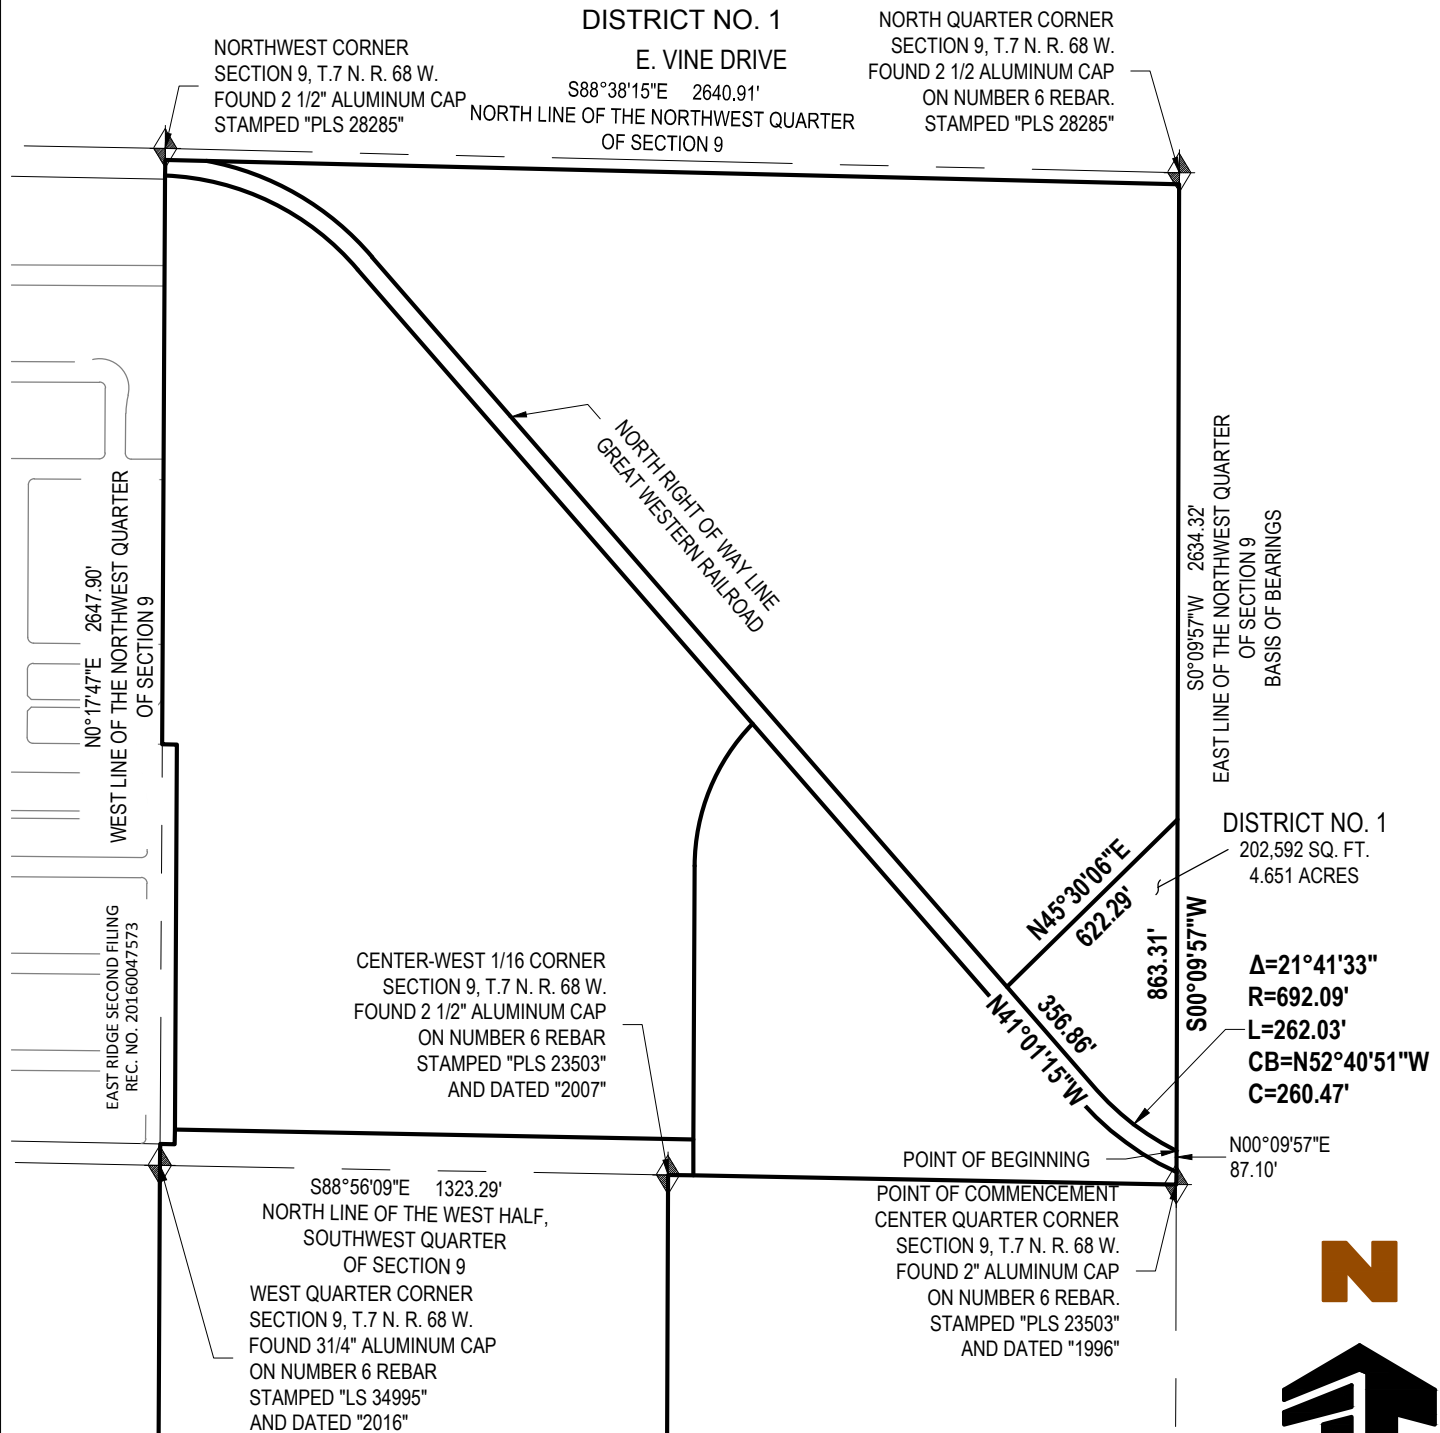 DISTRICT NO. 1
E. VINE DRIVE
S88°38'15"E 2640.91'
NORTH LINE OF THE NORTHWEST QUARTER
OF SECTION 9
NORTHWEST CORNER
SECTION 9, T.7 N. R. 68 W.
FOUND 2 1/2" ALUMINUM CAP
STAMPED "PLS 28285"
NORTH QUARTER CORNER
SECTION 9, T.7 N. R. 68 W.
FOUND 2 1/2 ALUMINUM CAP
ON NUMBER 6 REBAR.
STAMPED "PLS 28285"
NORTH RIGHT OF WAY LINE
GREAT WESTERN RAILROAD
N0°17'47"E 2647.90'
WEST LINE OF THE NORTHWEST QUARTER
OF SECTION 9
S0°09'57"W 2634.32'
EAST LINE OF THE NORTHWEST QUARTER
OF SECTION 9
BASIS OF BEARINGS
DISTRICT NO. 1
202,592 SQ. FT.
4.651 ACRES
N45°30'06"E
622.29'
863.31'
S00°09'57"W
EAST RIDGE SECOND FILING
REC. NO. 20160047573
CENTER-WEST 1/16 CORNER
SECTION 9, T.7 N. R. 68 W.
FOUND 2 1/2" ALUMINUM CAP
ON NUMBER 6 REBAR
STAMPED "PLS 23503"
AND DATED "2007"
356.86'
N41°01'15"W
Δ=21°41'33"
R=692.09'
L=262.03'
CB=N52°40'51"W
C=260.47'
POINT OF BEGINNING
N00°09'57"E
87.10'
S88°56'09"E 1323.29'
NORTH LINE OF THE WEST HALF,
SOUTHWEST QUARTER
OF SECTION 9
WEST QUARTER CORNER
SECTION 9, T.7 N. R. 68 W.
FOUND 31/4" ALUMINUM CAP
ON NUMBER 6 REBAR
STAMPED "LS 34995"
AND DATED "2016"
POINT OF COMMENCEMENT
CENTER QUARTER CORNER
SECTION 9, T.7 N. R. 68 W.
FOUND 2" ALUMINUM CAP
ON NUMBER 6 REBAR.
STAMPED "PLS 23503"
AND DATED "1996"
N